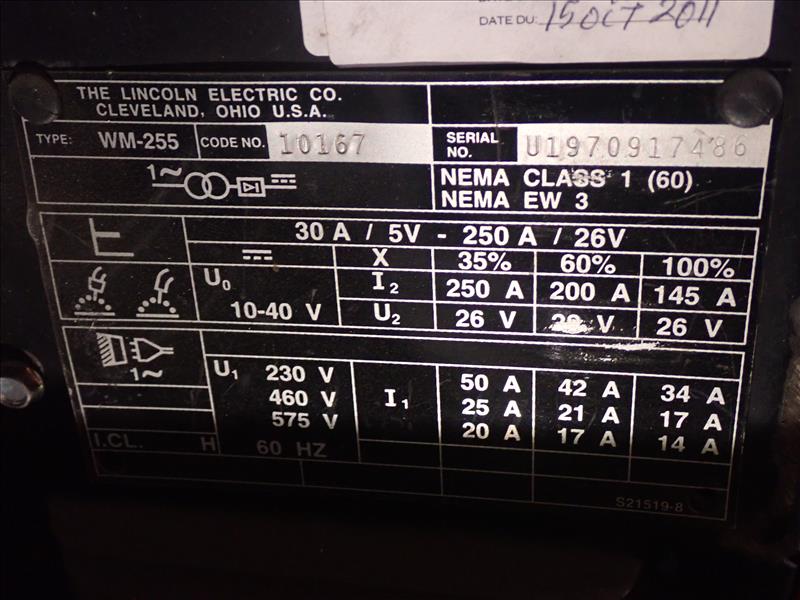 DATE DU: 15 OCT 2011
THE LINCOLN ELECTRIC CO.
CLEVELAND, OHIO U.S.A.
TYPE: WM-255 CODE NO. 10167 SERIAL NO. U1970917486
1~
NEMA CLASS 1 (60)
NEMA EW 3
30 A / 5V - 250 A / 26V
X 35% 60% 100%
U0 I2 250 A 200 A 145 A
10-40 V U2 26 V V 26 V
1~
U1 230 V I1 50 A 42 A 34 A
460 V 25 A 21 A 17 A
575 V 20 A 17 A 14 A
I.CL. H 60 HZ
S21519-8